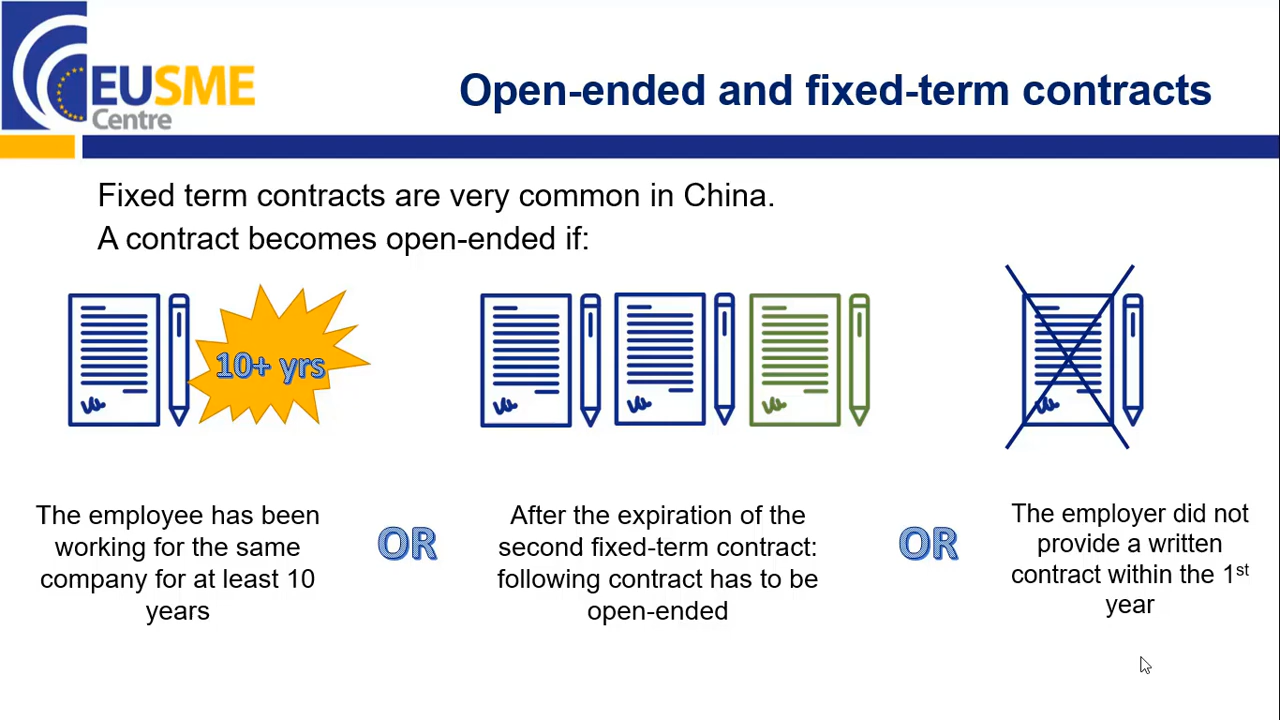 EUSME
Centre
Open-ended and fixed-term contracts
Fixed term contracts are very common in China.
A contract becomes open-ended if:
10+ yrs
The employee has been
working for the same
company for at least 10
years
OR
After the expiration of the
second fixed-term contract:
following contract has to be
open-ended
OR
The employer did not
provide a written
contract within the 1st
year